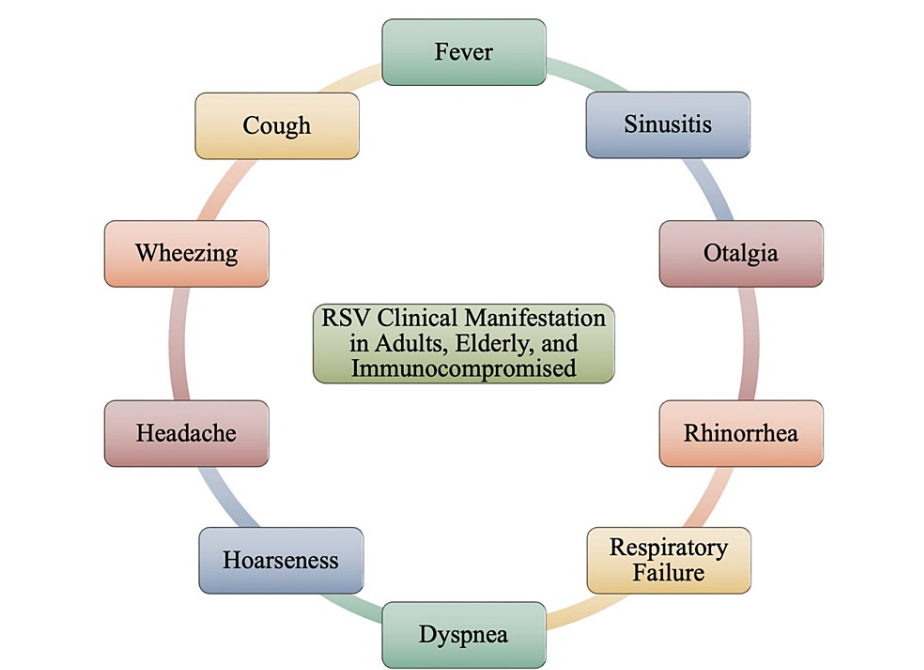 Fever
Sinusitis
Otalgia
Rhinorrhea
Respiratory
Failure
Dyspnea
Hoarseness
Headache
Wheezing
Cough
RSV Clinical Manifestation
in Adults, Elderly, and
Immunocompromised